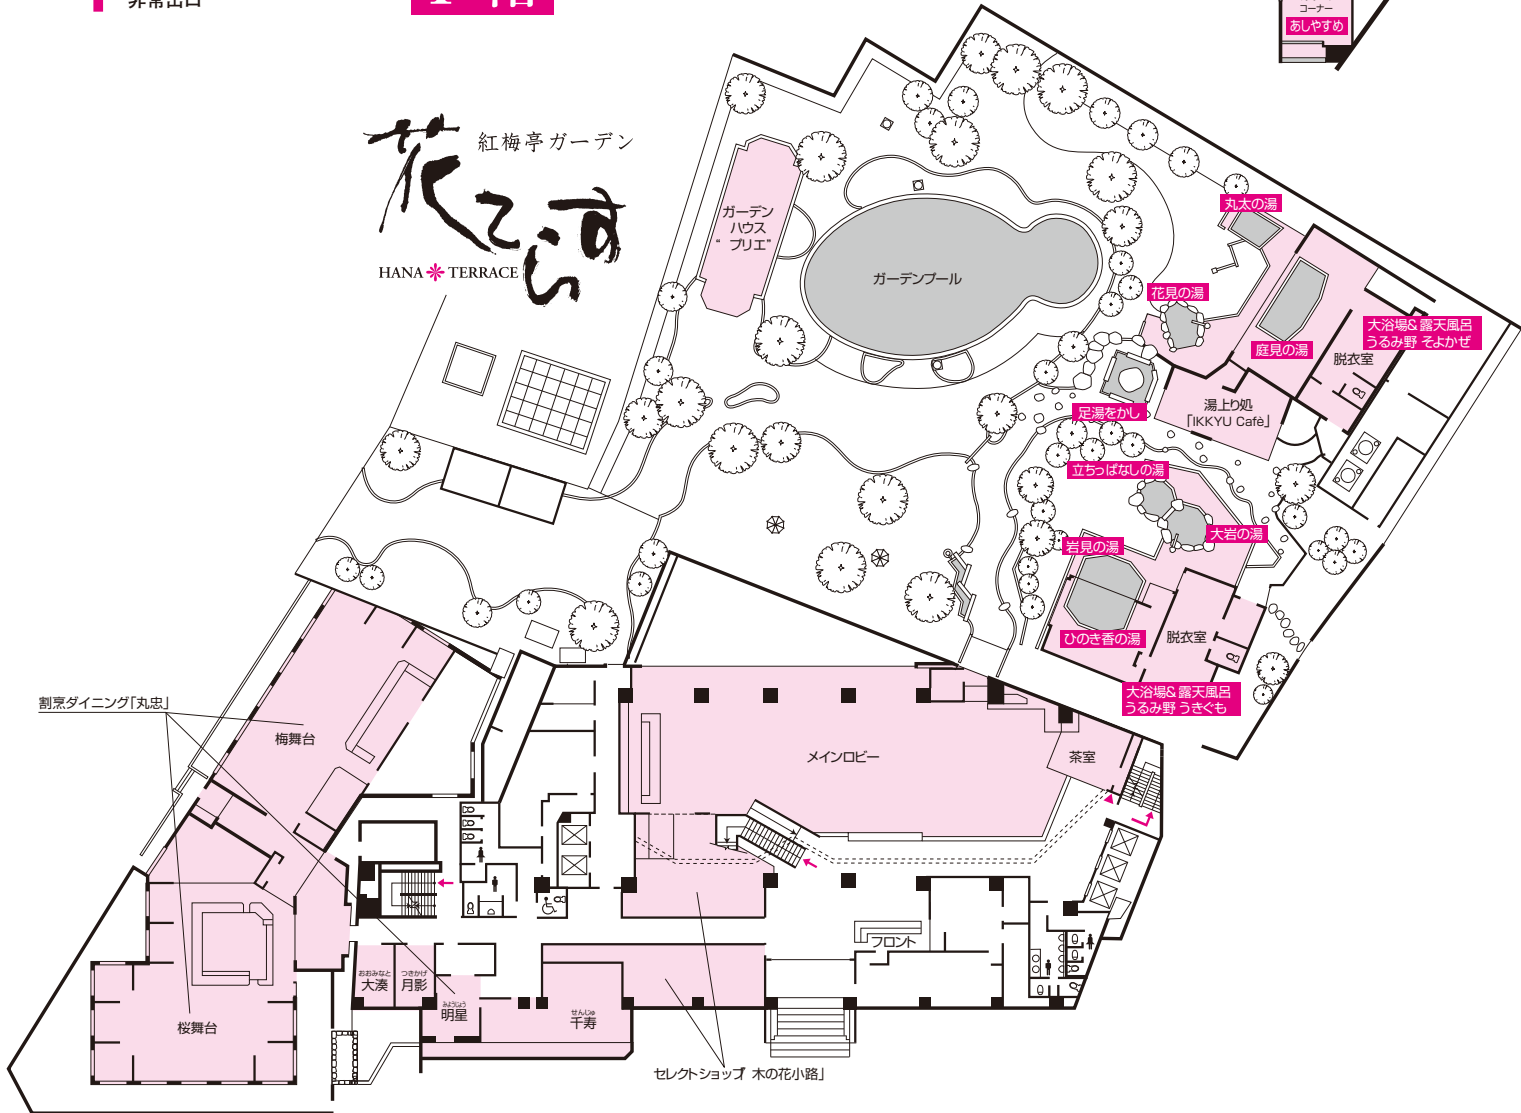 非常出口
1階
コーナー
あしやすめ
紅梅亭ガーデン
花てらす
HANA TERRACE
ガーデン
ハウス
“プリエ”
ガーデンプール
丸太の湯
花見の湯
庭見の湯
大浴場&露天風呂
うるみ野 そよかぜ
脱衣室
湯上り処
「IKKYU Café」
足湯をかし
立ちっぱなしの湯
大岩の湯
岩見の湯
ひのき香の湯
脱衣室
大浴場&露天風呂
うるみ野 うきぐも
割烹ダイニング「丸忠」
梅舞台
メインロビー
茶室
フロント
おおみなと
大湊
つきかげ
月影
みょうじょう
明星
せんじゅ
千寿
桜舞台
セレクトショップ 木の花小路」